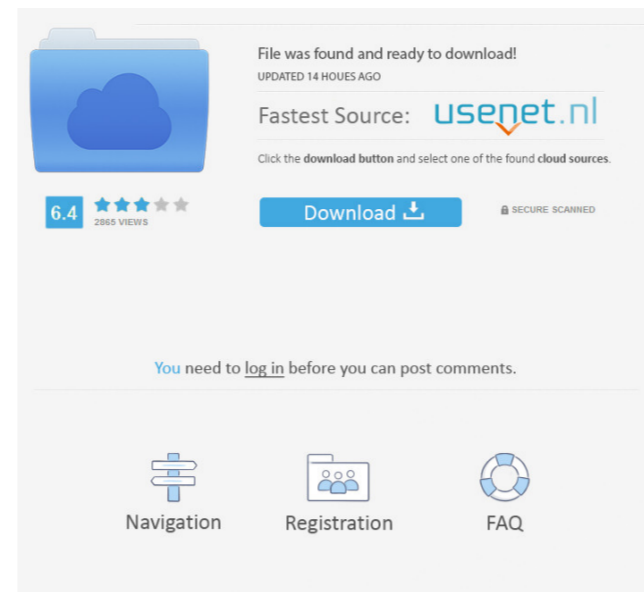 File was found and ready to download!
UPDATED 14 HOUES AGO
Fastest Source: usenet.nl
Click the download button and select one of the found cloud sources.
6.4
2865 VIEWS
Download
SECURE SCANNED
You need to log in before you can post comments.
Navigation
Registration
FAQ